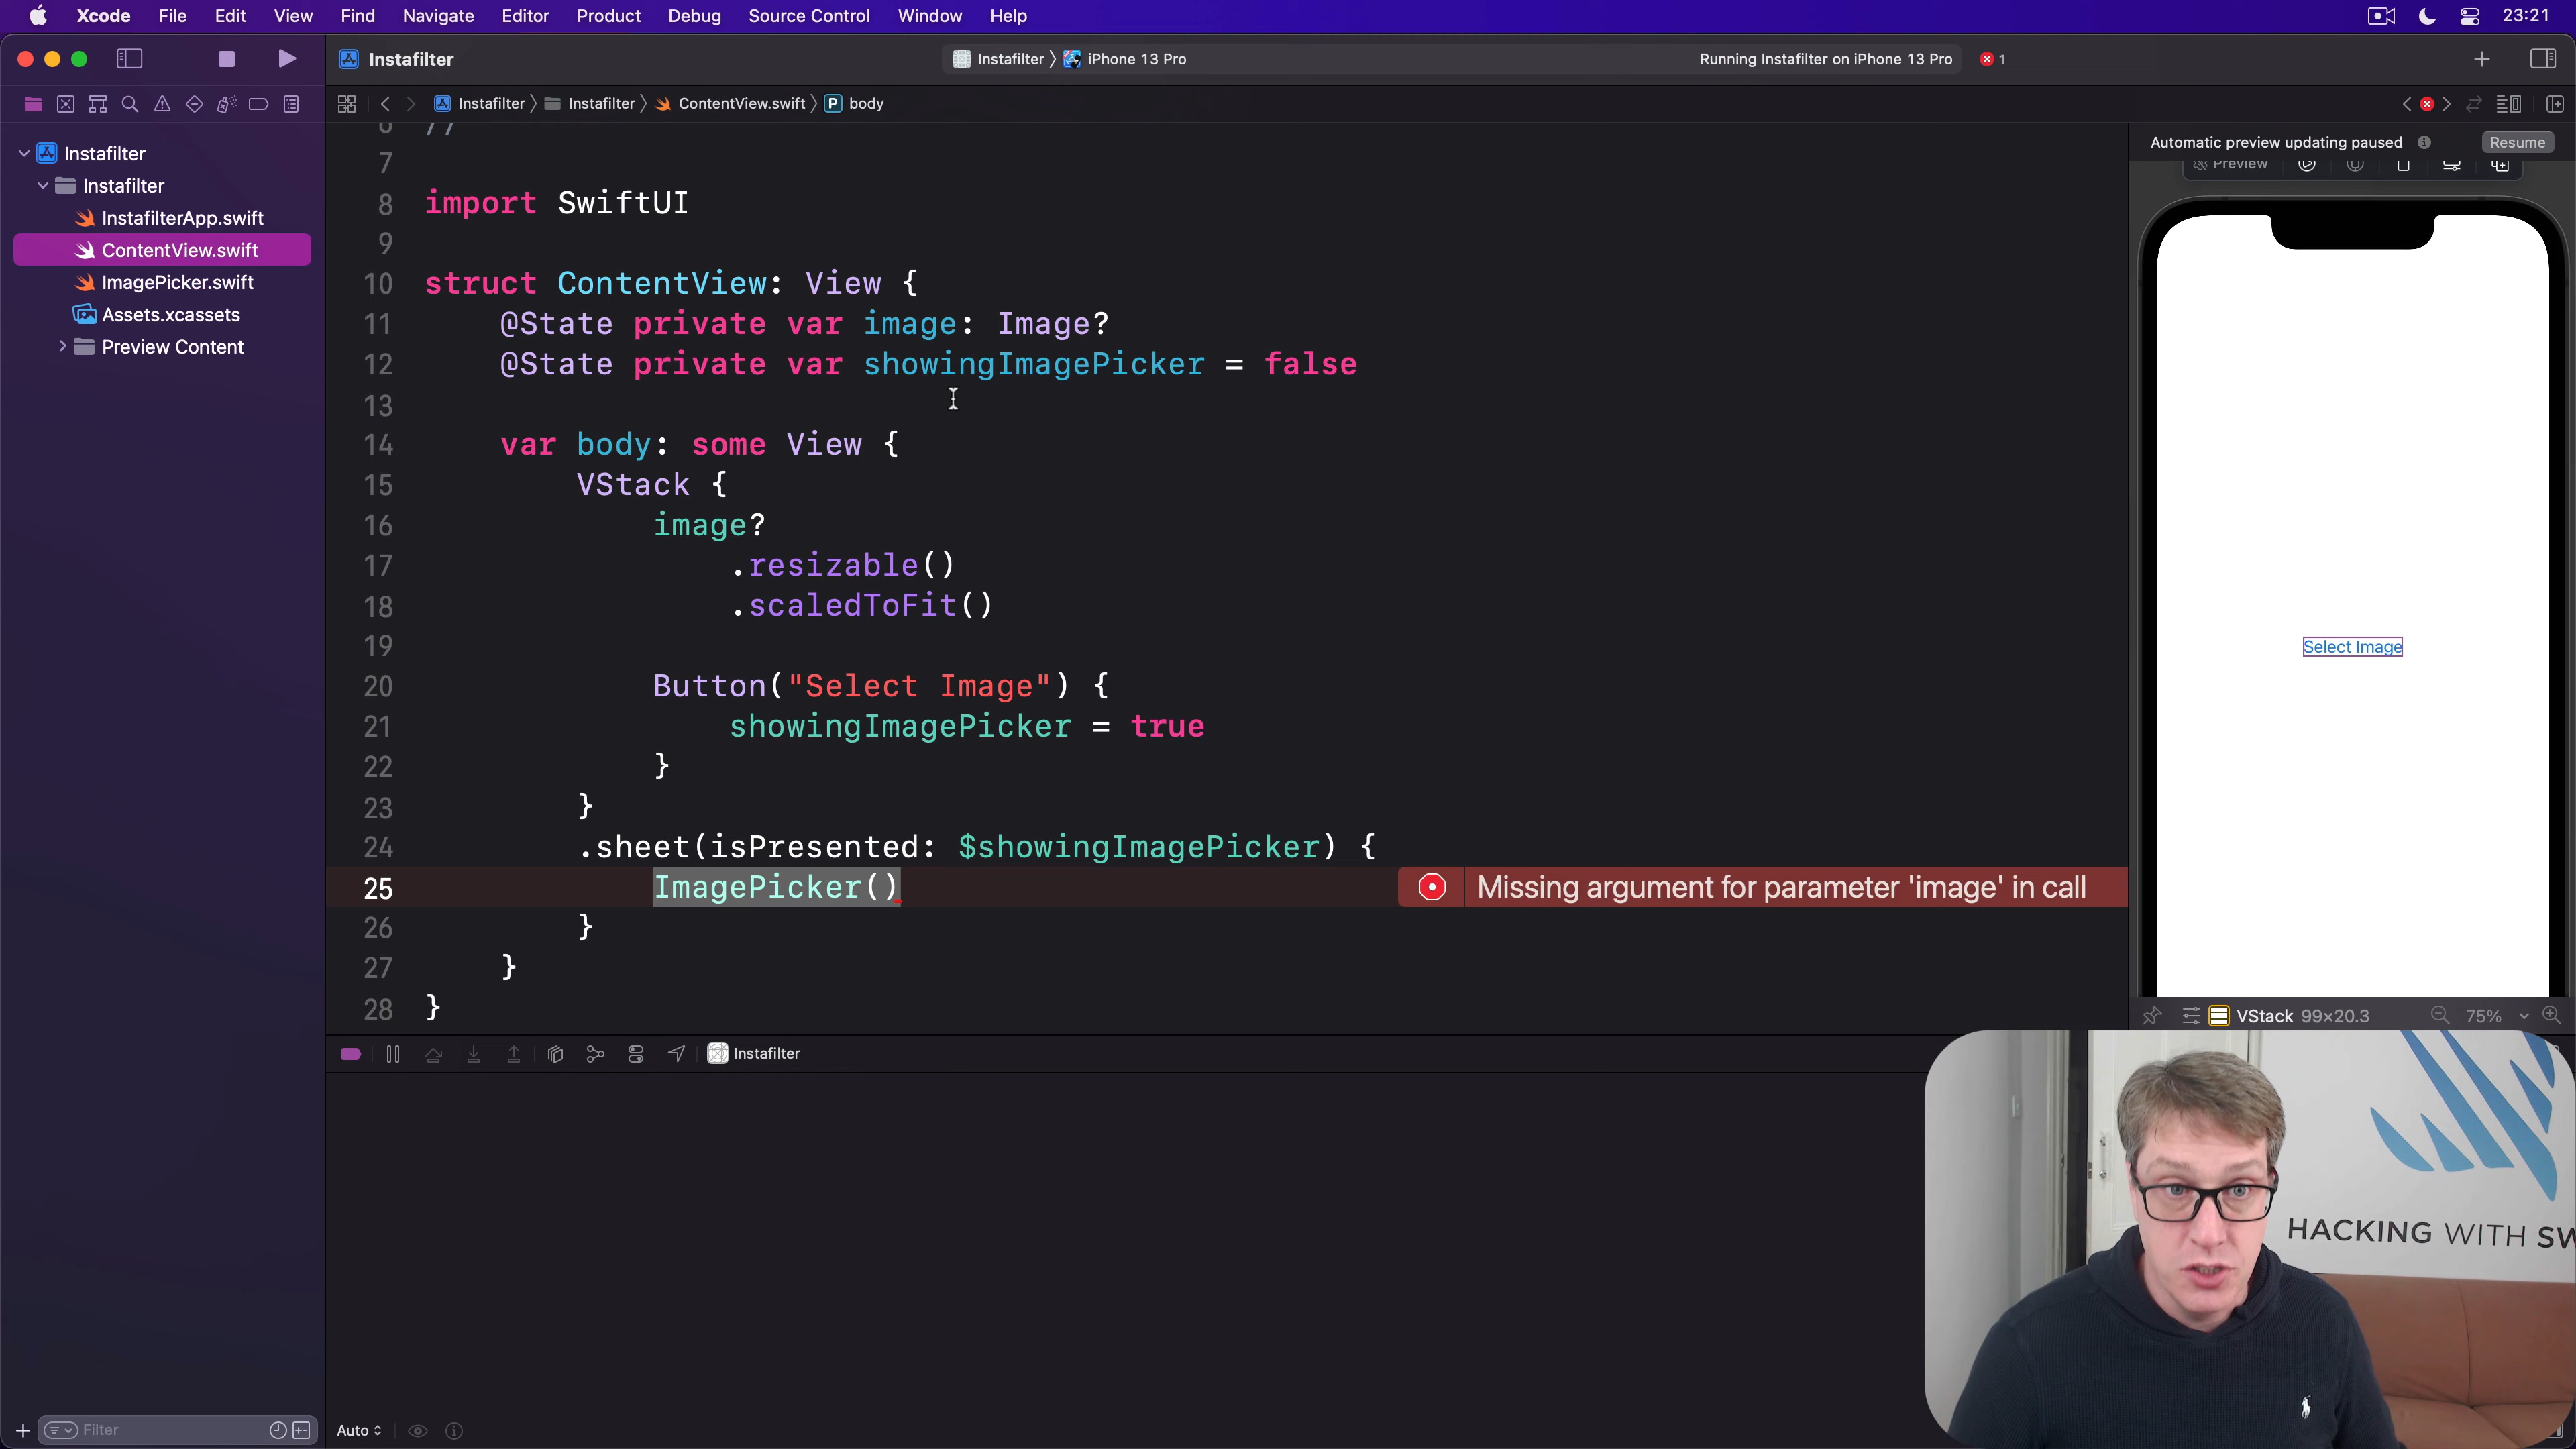 Xcode File Edit View Find Navigate Editor Product Debug Source Control Window Help 23:21
Instafilter Instafilter iPhone 13 Pro Running Instafilter on iPhone 13 Pro 1
Instafilter Instafilter ContentView.swift P body
Instafilter
Instafilter
InstafilterApp.swift
ContentView.swift
ImagePicker.swift
Assets.xcassets
Preview Content
6 //
7
8 import SwiftUI
9
10 struct ContentView: View {
11 @State private var image: Image?
12 @State private var showingImagePicker = false
13
14 var body: some View {
15 VStack {
16 image?
17 .resizable()
18 .scaledToFit()
19
20 Button("Select Image") {
21 showingImagePicker = true
22 }
23 }
24 .sheet(isPresented: $showingImagePicker) {
25 ImagePicker() Missing argument for parameter 'image' in call
26 }
27 }
28 }
Automatic preview updating paused Resume
Preview
Select Image
VStack 99×20.3 75%
Instafilter
HACKING WITH SW
Filter
Auto